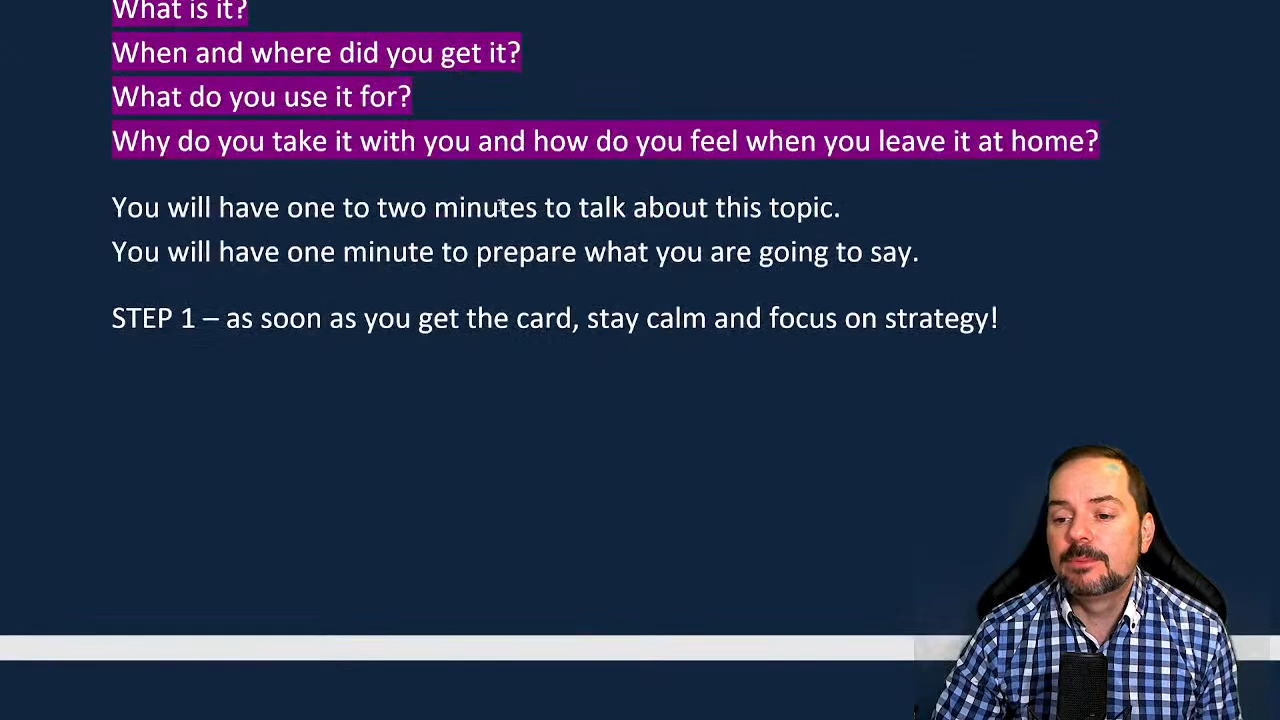 What is it?
When and where did you get it?
What do you use it for?
Why do you take it with you and how do you feel when you leave it at home?
You will have one to two minutes to talk about this topic.
You will have one minute to prepare what you are going to say.
STEP 1 – as soon as you get the card, stay calm and focus on strategy!